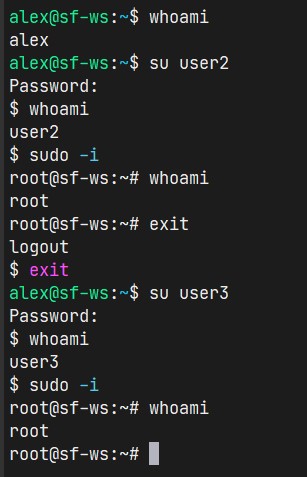 alex@sf-ws:~$ whoami
alex
alex@sf-ws:~$ su user2
Password:
$ whoami
user2
$ sudo -i
root@sf-ws:~# whoami
root
root@sf-ws:~# exit
logout
$ exit
alex@sf-ws:~$ su user3
Password:
$ whoami
user3
$ sudo -i
root@sf-ws:~# whoami
root
root@sf-ws:~#